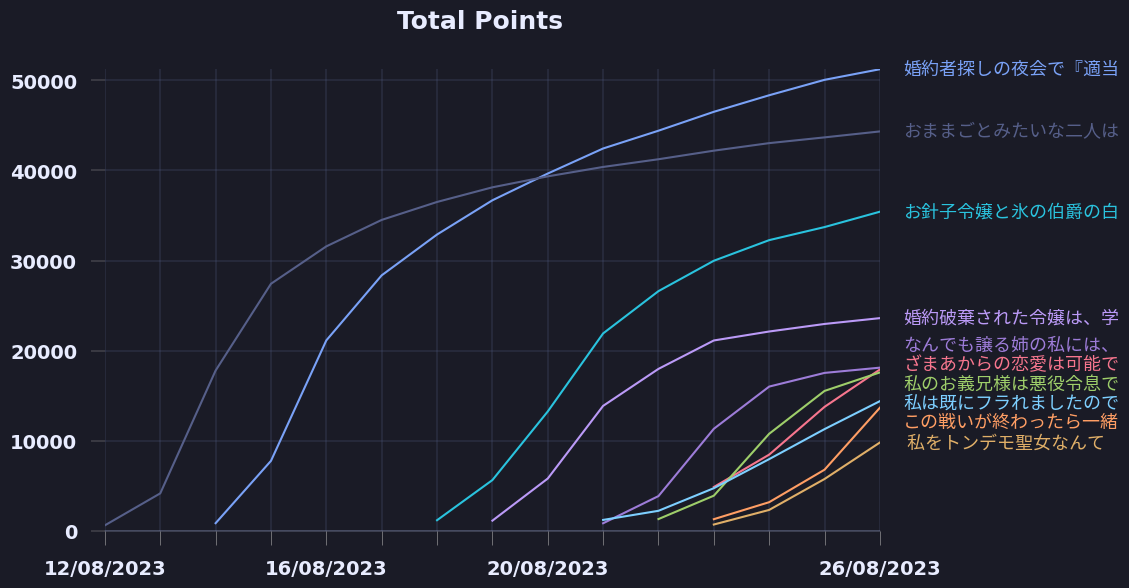 Total Points
50000
40000
30000
20000
10000
0
12/08/2023
16/08/2023
20/08/2023
26/08/2023
婚約者探しの夜会で『適当
おままごとみたいな二人は
お針子令嬢と氷の伯爵の白
婚約破棄された令嬢は、学
なんでも譲る姉の私には、
ざまあからの恋愛は可能で
私のお義兄様は悪役令息で
私は既にフラれましたので
この戦いが終わったら一緒
私をトンデモ聖女なんて